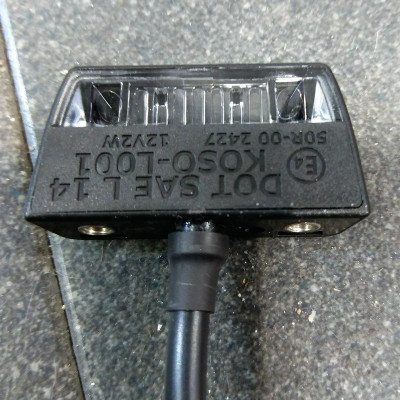 DOT SAE L 14
KOSO-L001
E4 50R-00 2427
12V2W